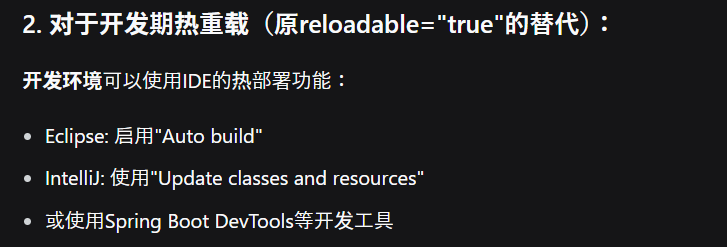 2. 对于开发期热重载（原reloadable="true"的替代）：
开发环境可以使用IDE的热部署功能：
Eclipse: 启用"Auto build"
IntelliJ: 使用"Update classes and resources"
或使用Spring Boot DevTools等开发工具